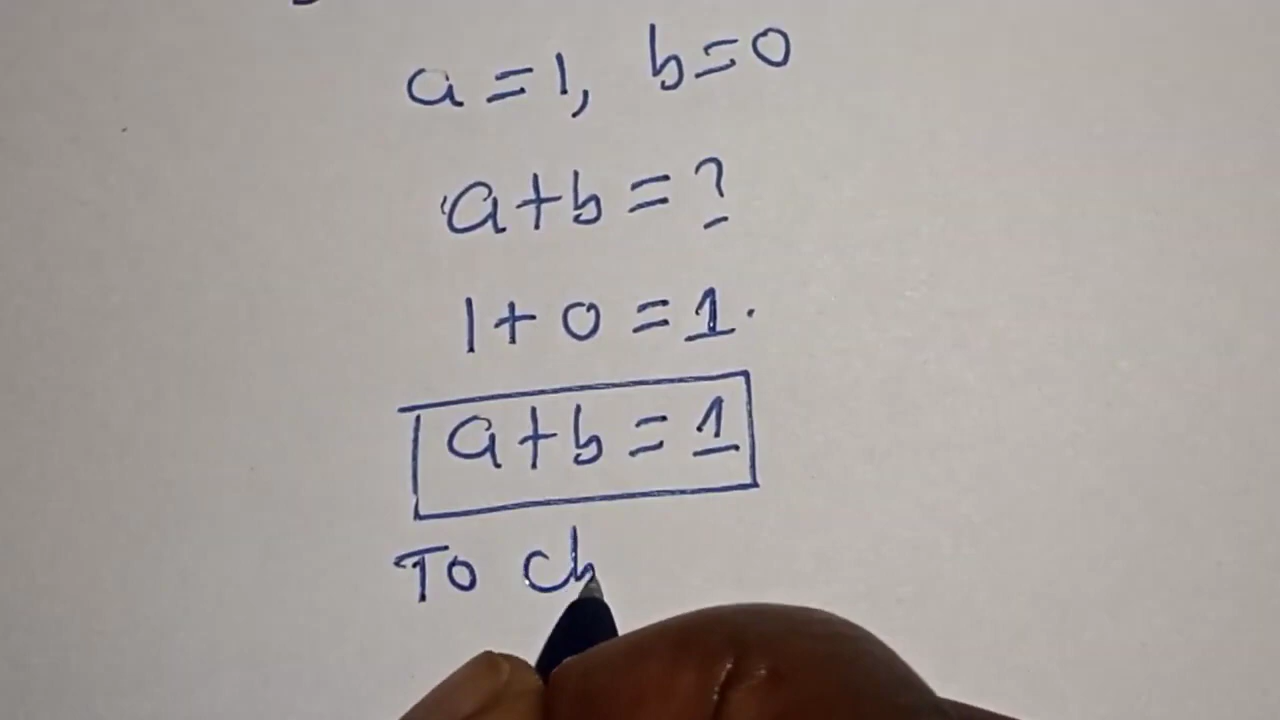 a = 1, b = 0
a + b = ?
1 + 0 = 1.
a + b = 1
To Ch